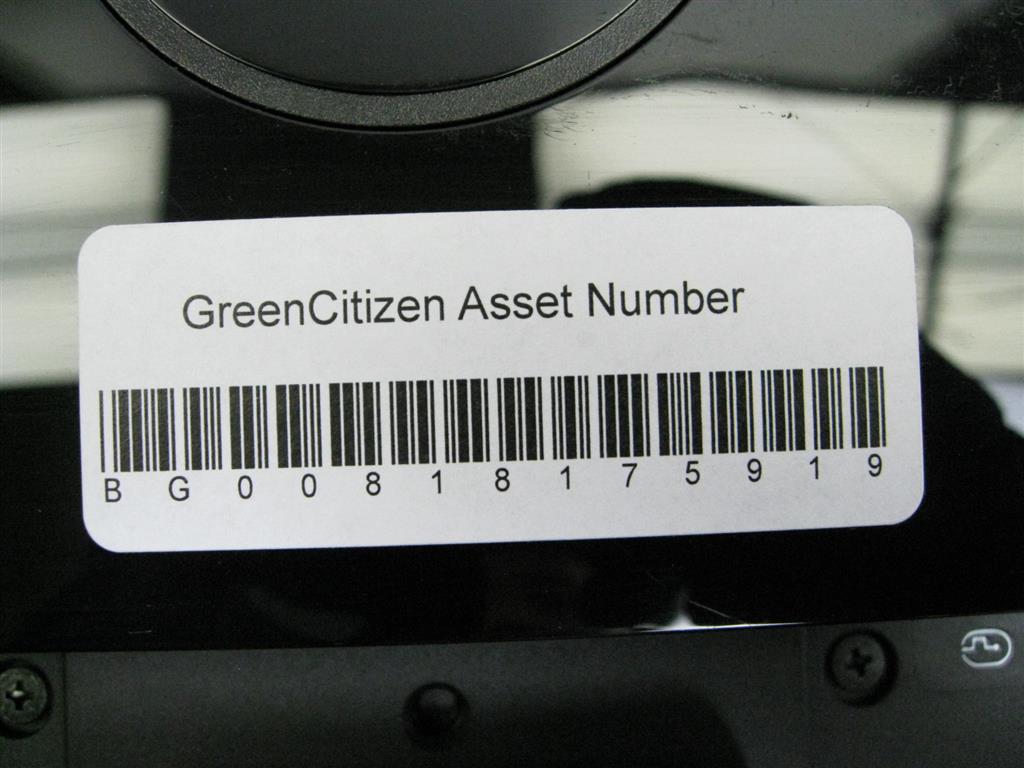 GreenCitizen Asset Number
B G 0 0 8 1 8 1 7 5 9 1 9